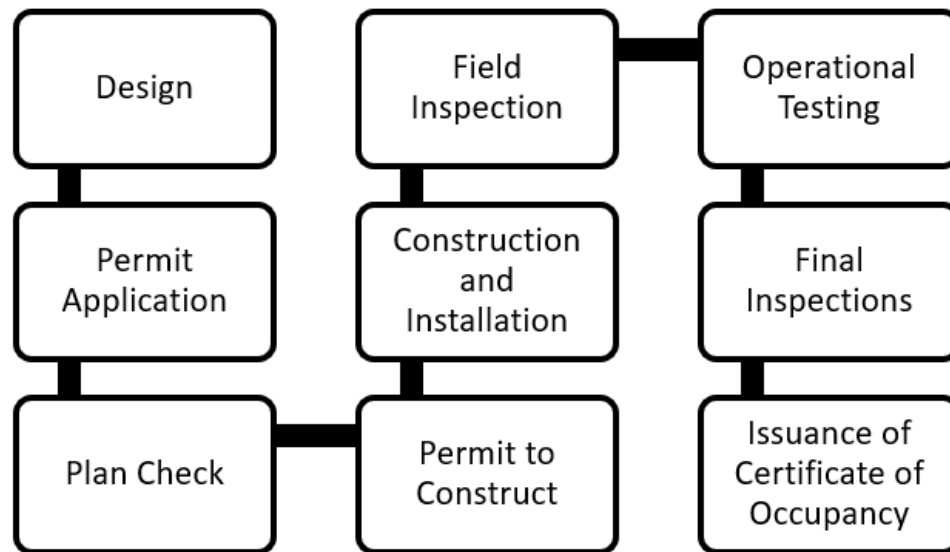 Design
Permit
Application
Plan Check
Permit to
Construct
Construction
and
Installation
Field
Inspection
Operational
Testing
Final
Inspections
Issuance of
Certificate of
Occupancy